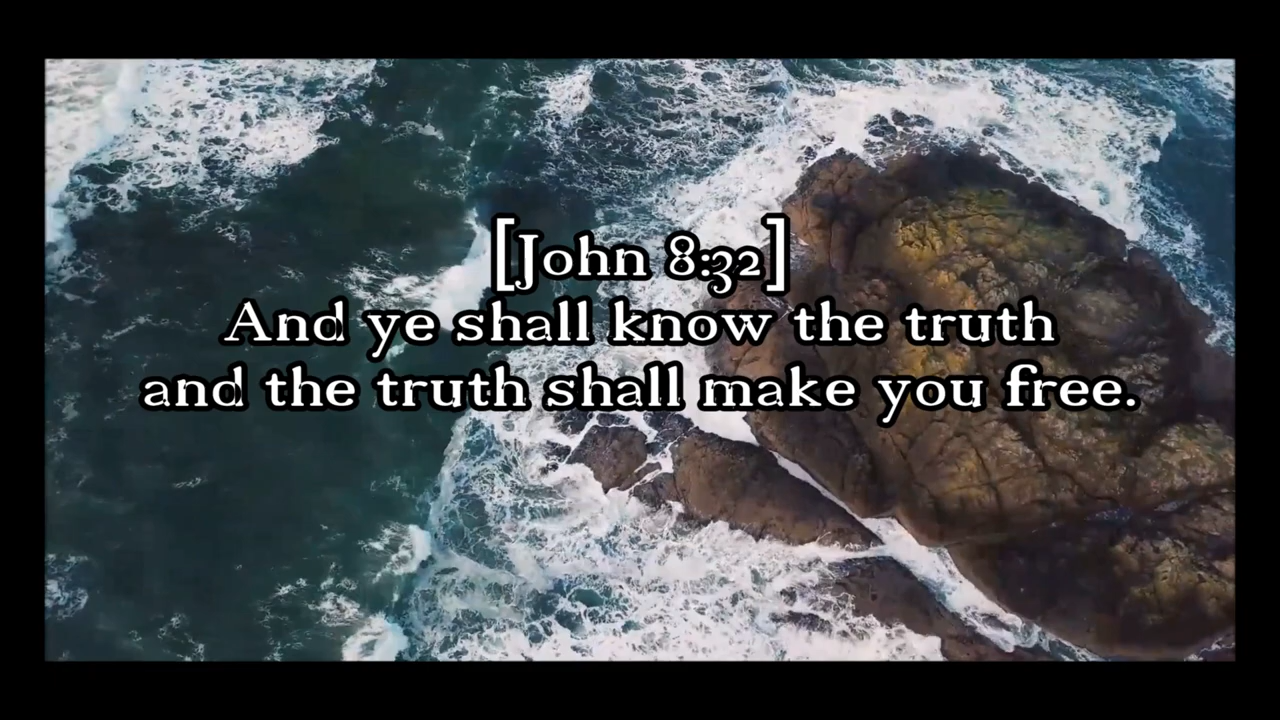 [John 8:32]
And ye shall know the truth
and the truth shall make you free.